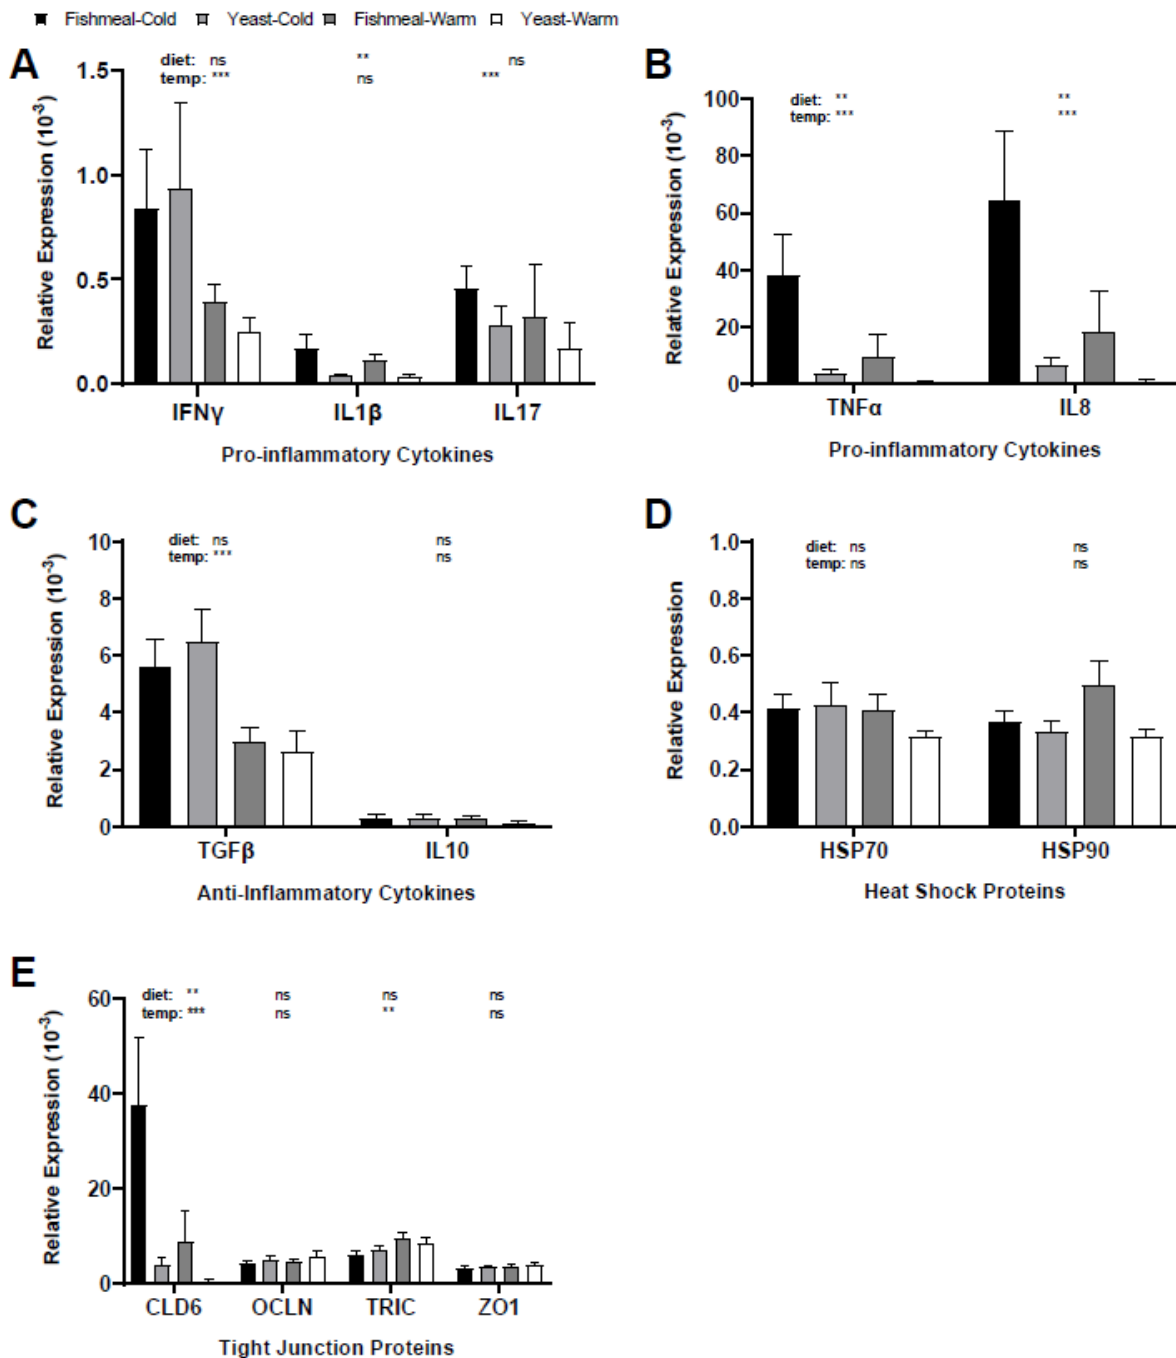 Fishmeal-Cold Yeast-Cold Fishmeal-Warm Yeast-Warm
A
diet: ns ** ns
temp: *** ns ***
Relative Expression (10⁻³)
1.5
1.0
0.5
0.0
IFNγ IL1β IL17
Pro-inflammatory Cytokines
B
diet: ** **
temp: *** ***
Relative Expression (10⁻³)
100
80
60
40
20
0
TNFα IL8
Pro-inflammatory Cytokines
C
diet: ns ns
temp: *** ns
Relative Expression (10⁻³)
10
8
6
4
2
0
TGFβ IL10
Anti-Inflammatory Cytokines
D
diet: ns ns
temp: ns ns
Relative Expression
1.0
0.8
0.6
0.4
0.2
0.0
HSP70 HSP90
Heat Shock Proteins
E
diet: ** ns ns ns
temp: *** ns ** ns
Relative Expression (10⁻³)
60
40
20
0
CLD6 OCLN TRIC ZO1
Tight Junction Proteins